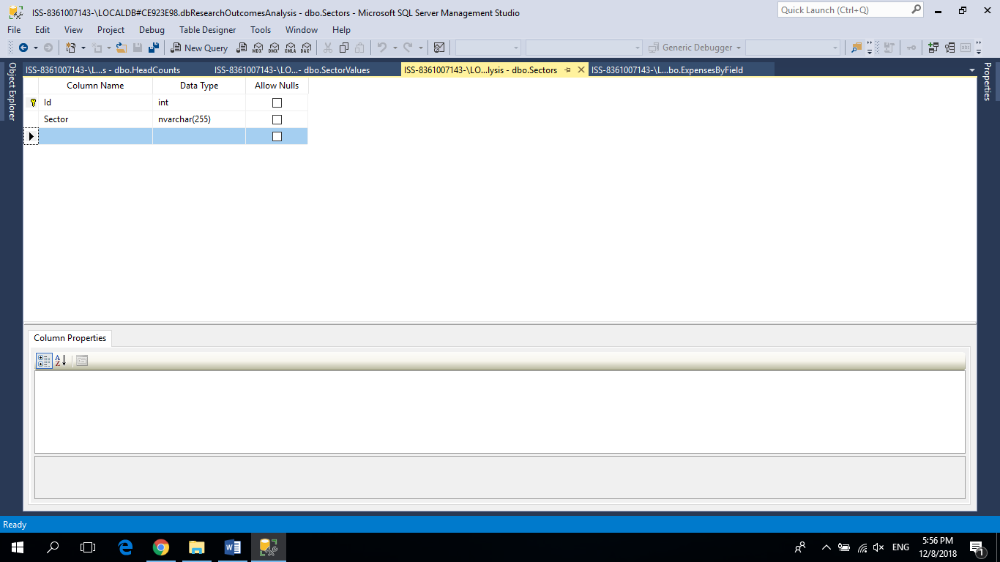 ISS-8361007143-\LOCALDB#CE923E98.dbResearchOutcomesAnalysis - dbo.Sectors - Microsoft SQL Server Management Studio
Quick Launch (Ctrl+Q)
File Edit View Project Debug Table Designer Tools Window Help
New Query MDX DMX XMLA DAX Generic Debugger
ISS-8361007143-\L...s - dbo.HeadCounts ISS-8361007143-\LO...- dbo.SectorValues ISS-8361007143-\LO...lysis - dbo.Sectors ISS-8361007143-\L...bo.ExpensesByField
Object Explorer
Properties
Column Name Data Type Allow Nulls
Id int
Sector nvarchar(255)
Column Properties
A Z
Ready
5:56 PM
ENG
12/8/2018
1